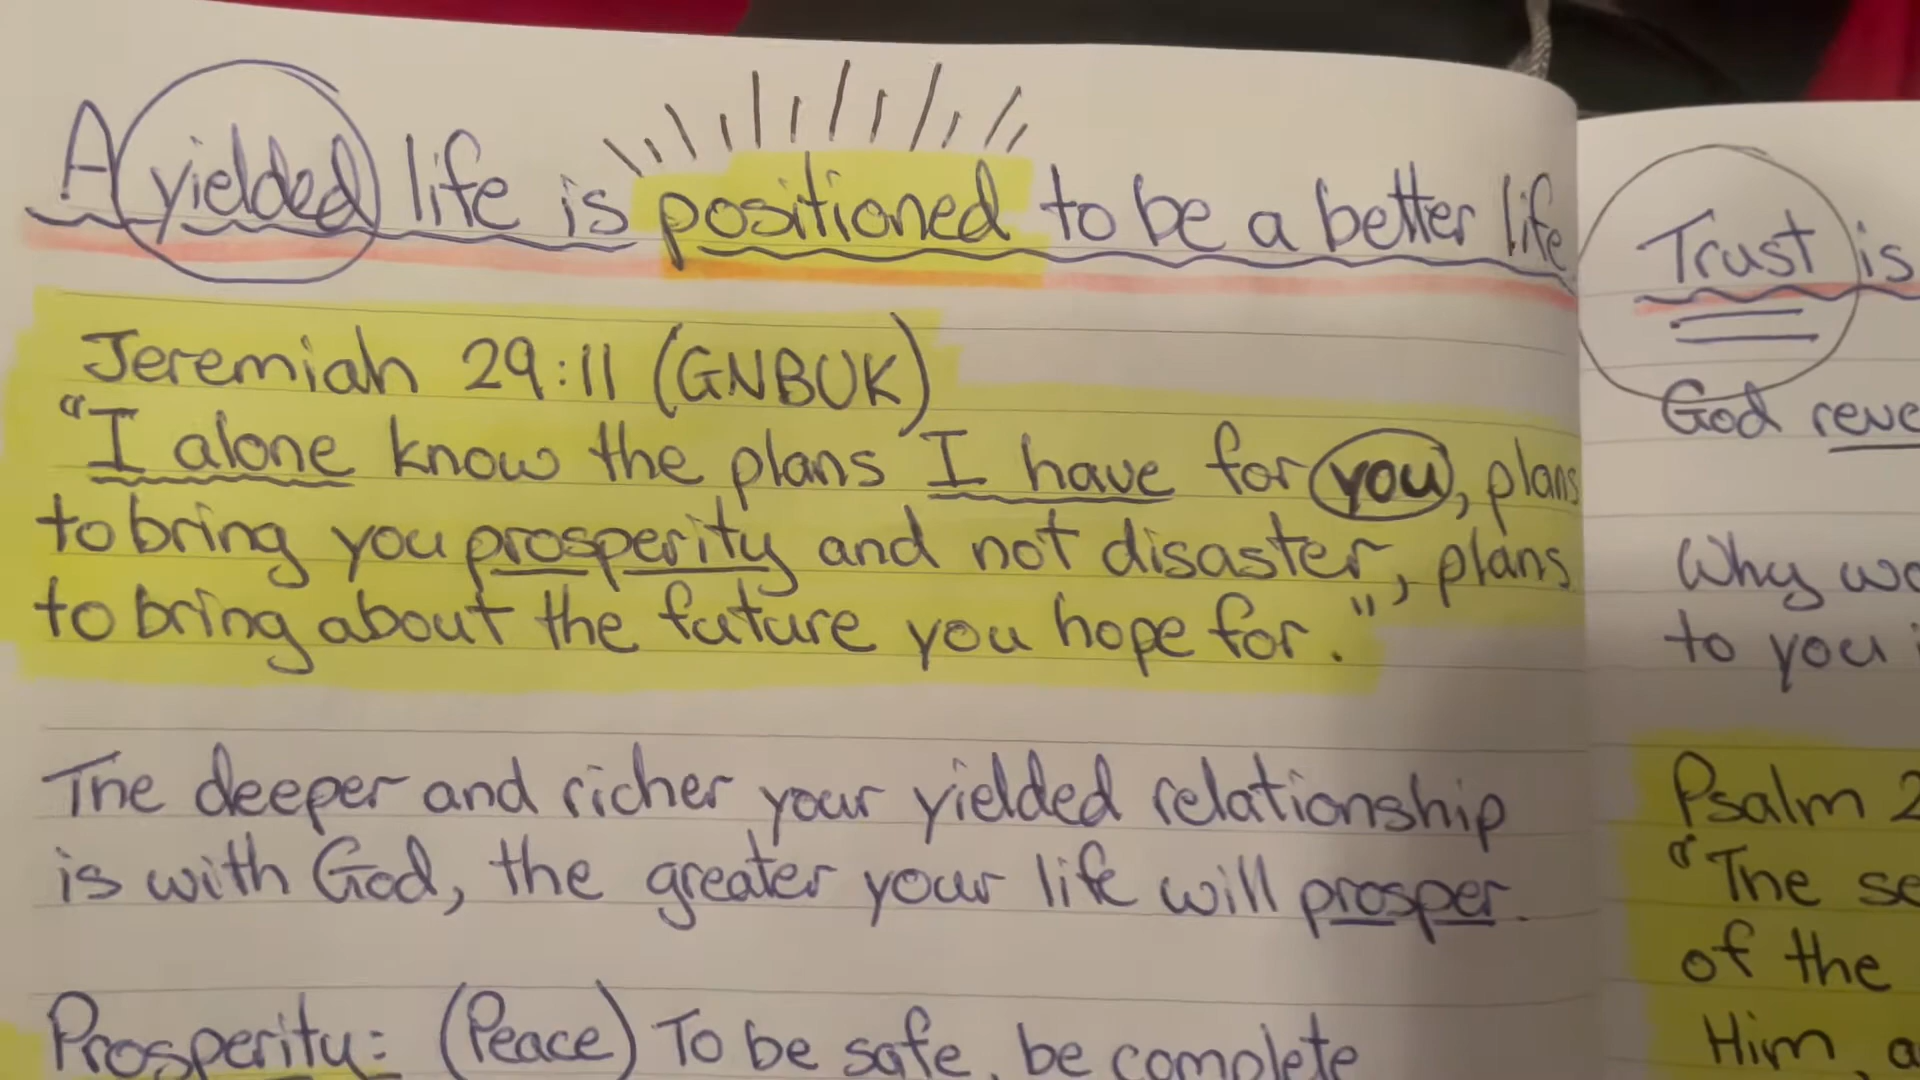 A yielded life is positioned to be a better life
Jeremiah 29:11 (GNBUK)
"I alone know the plans I have for you, plans
to bring you prosperity and not disaster, plans
to bring about the future you hope for."
The deeper and richer your yielded relationship
is with God, the greater your life will prosper.
Prosperity: (Peace) To be safe, be complete
Trust is
God
Why
to you
Psalm
"The
of the
Him,